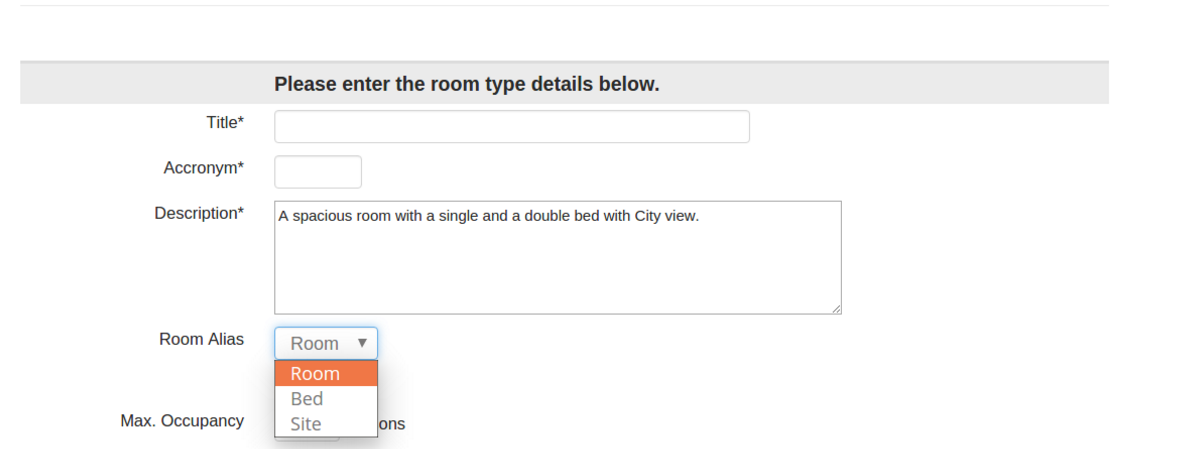 Please enter the room type details below.
Title*
Accronym*
Description*
A spacious room with a single and a double bed with City view.
Room Alias
Room ▼
Room
Bed
Site
Max. Occupancy
ons